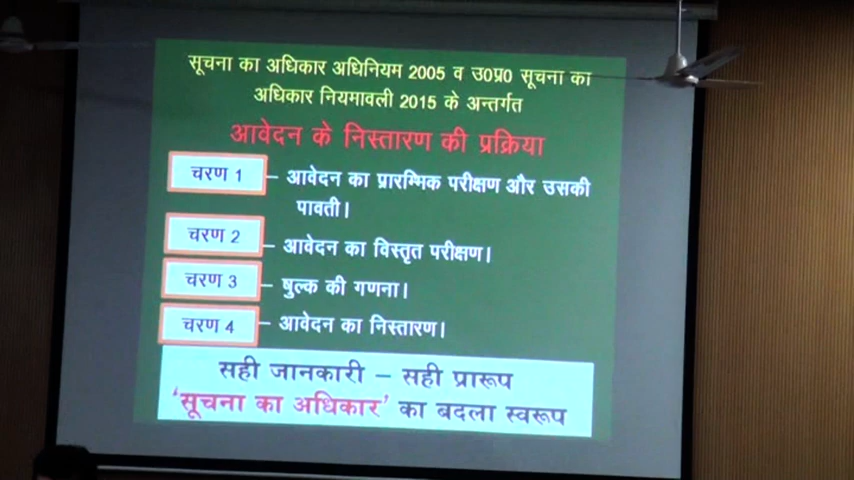 सूचना का अधिकार अधिनियम 2005 व उ0प्र0 सूचना का
अधिकार नियमावली 2015 के अन्तर्गत
आवेदन के निस्तारण की प्रक्रिया
चरण 1 – आवेदन का प्रारम्भिक परीक्षण और उसकी
पावती।
चरण 2 – आवेदन का विस्तृत परीक्षण।
चरण 3 – षुल्क की गणना।
चरण 4 – आवेदन का निस्तारण।
सही जानकारी – सही प्रारूप
'सूचना का अधिकार' का बदला स्वरूप